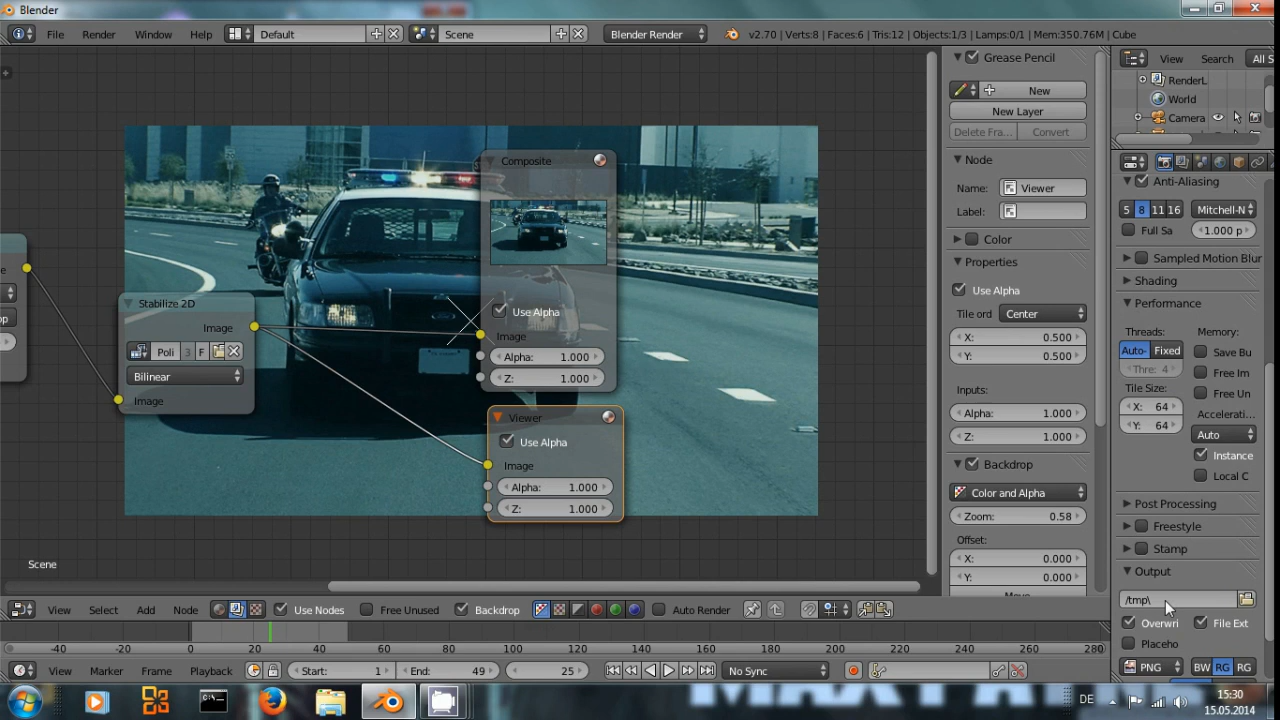 Blender
File Render Window Help Default Scene Blender Render v2.70 | Verts:8 | Faces:6 | Tris:12 | Objects:1/3 | Lamps:0/1 | Mem:350.76M | Cube
Grease Pencil
New
New Layer
Delete Fra... Convert
Node
Name: Viewer
Label:
Color
Properties
Use Alpha
Tile ord Center
X: 0.500
Y: 0.500
Inputs:
Alpha: 1.000
Z: 1.000
Backdrop
Color and Alpha
Zoom: 0.58
Offset:
X: 0.000
Y: 0.000
View Search All S
RenderL
World
Camera
Anti-Aliasing
5 8 11 16 Mitchell-N
Full Sa 1.000 p
Sampled Motion Blur
Shading
Performance
Threads: Memory:
Auto- Fixed Save Bu
Thre: 4 Free Im
Tile Size: Free Un
X: 64 Accelerati...
Y: 64 Auto
Instance
Local C
Post Processing
Freestyle
Stamp
Output
/tmp\
Overwri File Ext
Placeho
PNG BW RG RG
Composite
Use Alpha
Image
Alpha: 1.000
Z: 1.000
Viewer
Use Alpha
Image
Alpha: 1.000
Z: 1.000
Stabilize 2D
Image
Poli 3 F
Bilinear
Image
Scene
View Select Add Node Use Nodes Free Unused Backdrop Auto Render
-40 -20 0 20 40 60 80 100 120 140 160 180 200 220 240 260 280
View Marker Frame Playback Start: 1 End: 49 25 No Sync
DE 15:30
15.05.2014